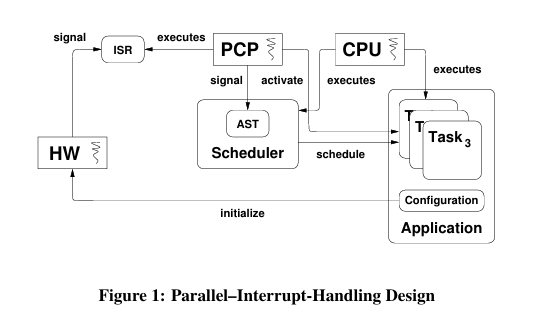 signal
ISR
executes
PCP
CPU
signal
activate
executes
executes
AST
Scheduler
T
T
Task3
schedule
HW
Configuration
initialize
Application
Figure 1: Parallel–Interrupt-Handling Design